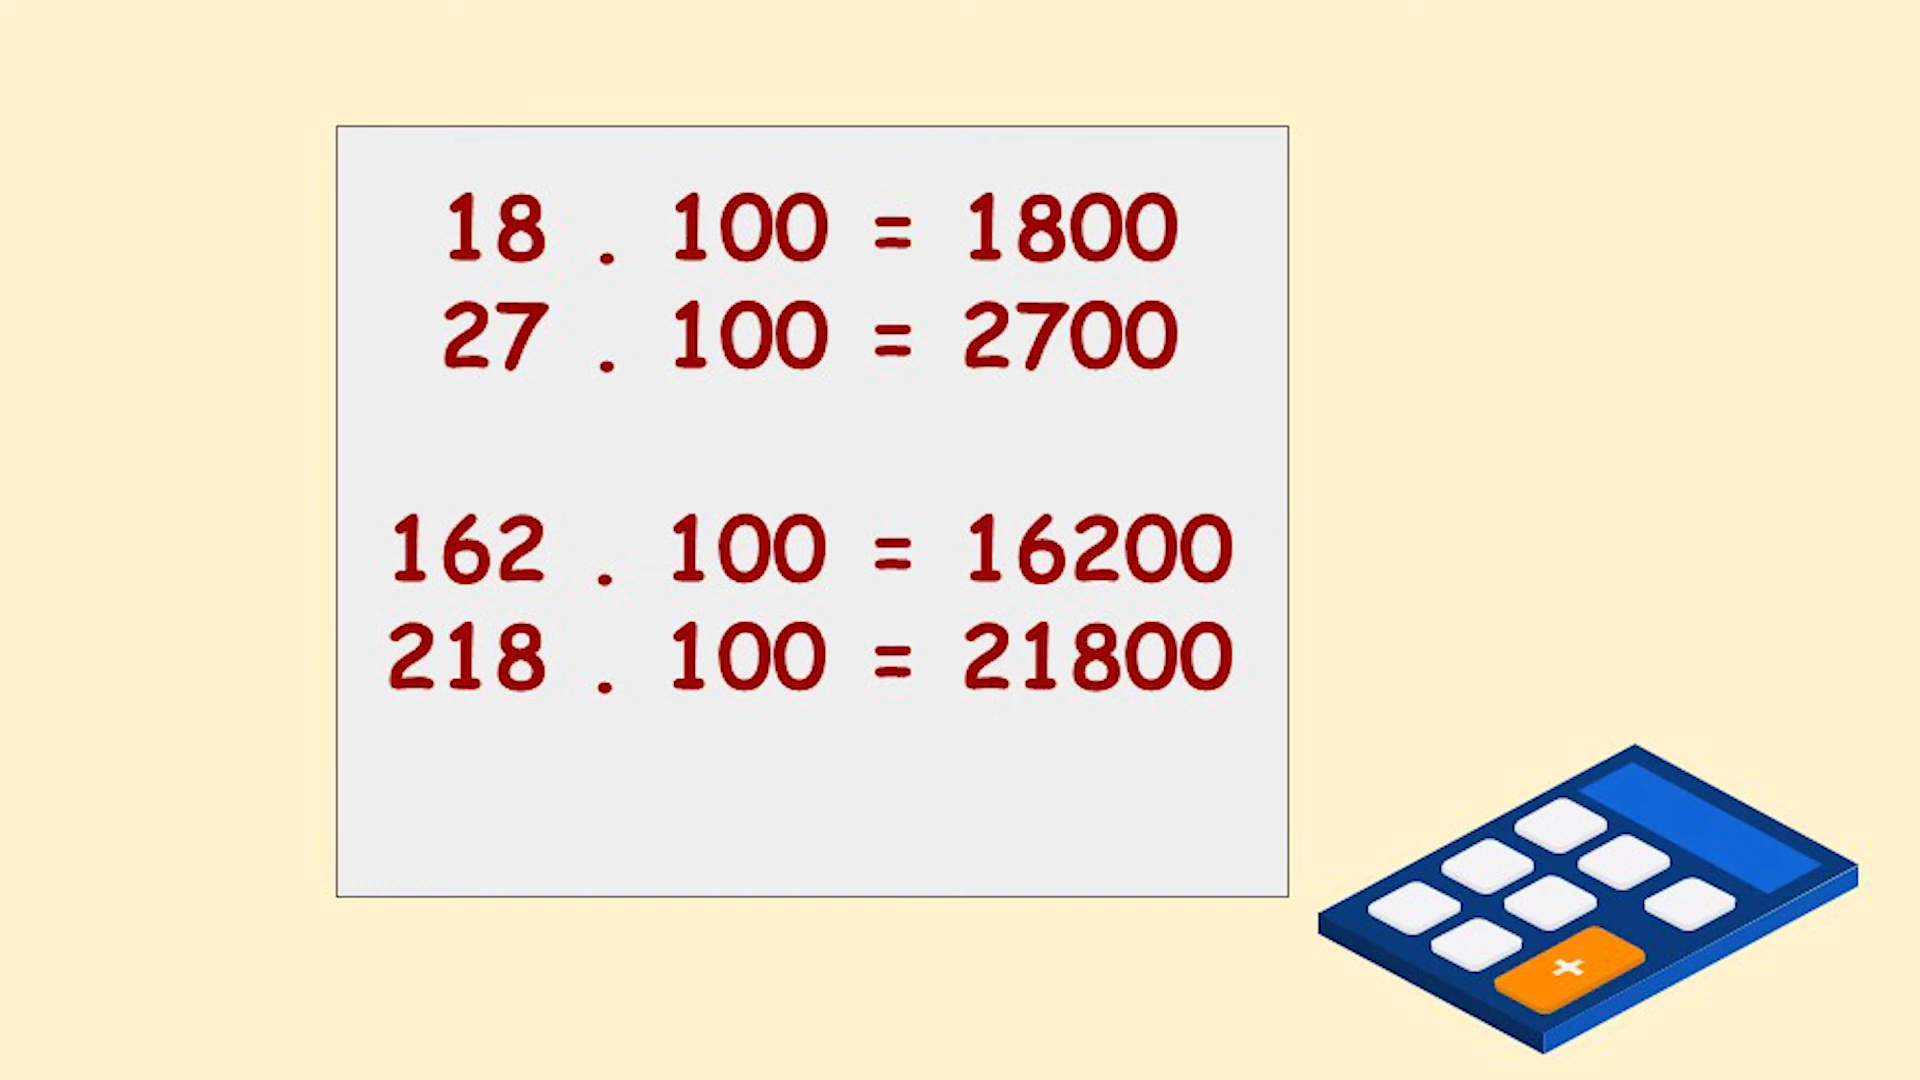 18 . 100 = 1800
27 . 100 = 2700
162 . 100 = 16200
218 . 100 = 21800
+